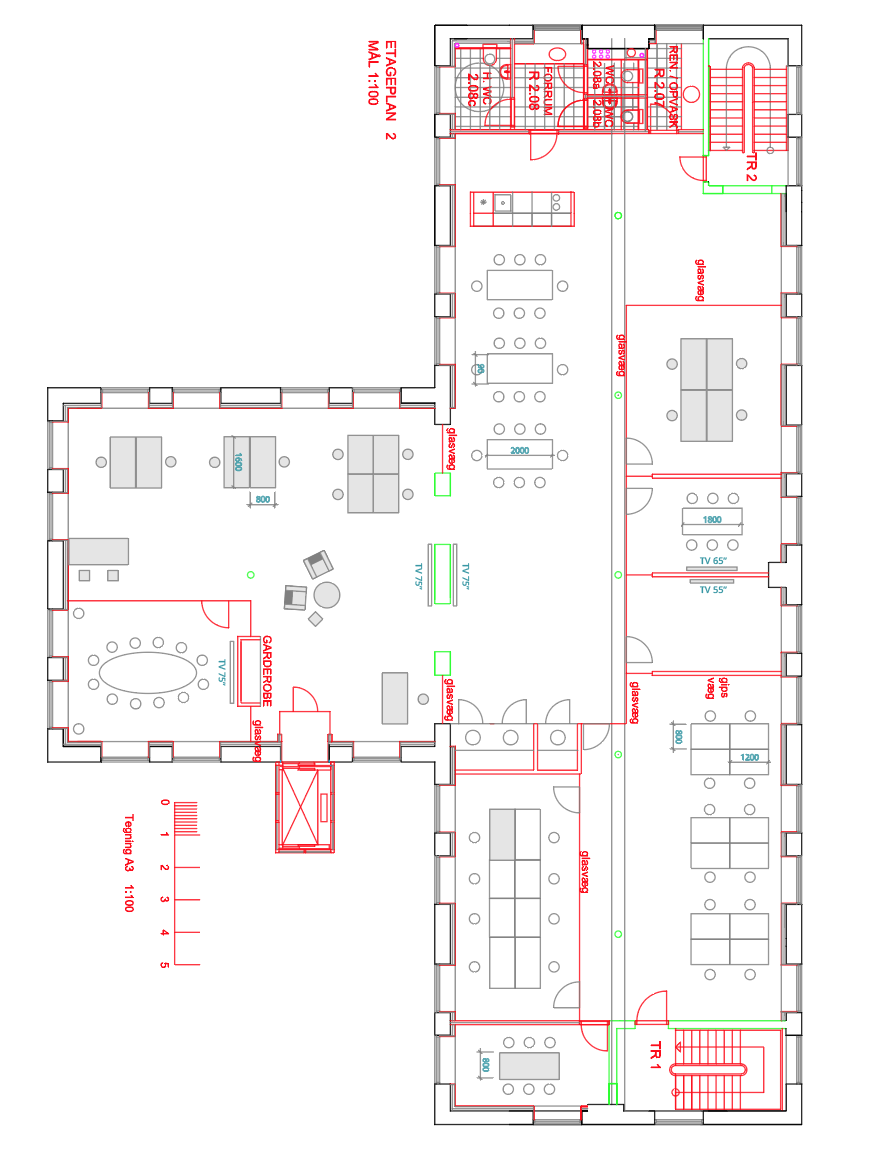 ETAGEPLAN 2
MÅL 1:100
H. WC
2.08c
FORRUM
R 2.08
WC
2.08a
WC
2.08b
REN. / OPVASK
R 2.07
TR 2
glasvæg
glasvæg
glasvæg
96
2000
1600
800
1800
TV 65"
TV 55"
TV 75"
TV 75"
TV 75"
GARDEROBE
glasvæg
glasvæg
glasvæg
gips
væg
800
1200
glasvæg
800
TR 1
0
1
2
3
4
5
Tegning A3 1:100